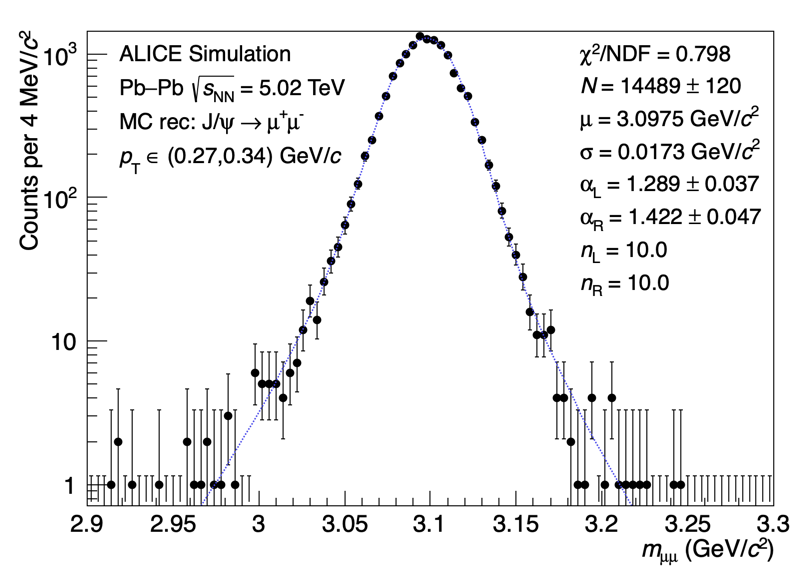 Counts per 4 MeV/c²
10³
10²
10
1
ALICE Simulation
Pb–Pb √sNN = 5.02 TeV
MC rec: J/ψ → μ⁺μ⁻
pT ∈ (0.27,0.34) GeV/c
χ²/NDF = 0.798
N = 14489 ± 120
μ = 3.0975 GeV/c²
σ = 0.0173 GeV/c²
αL = 1.289 ± 0.037
αR = 1.422 ± 0.047
nL = 10.0
nR = 10.0
2.9 2.95 3 3.05 3.1 3.15 3.2 3.25 3.3
mμμ (GeV/c²)